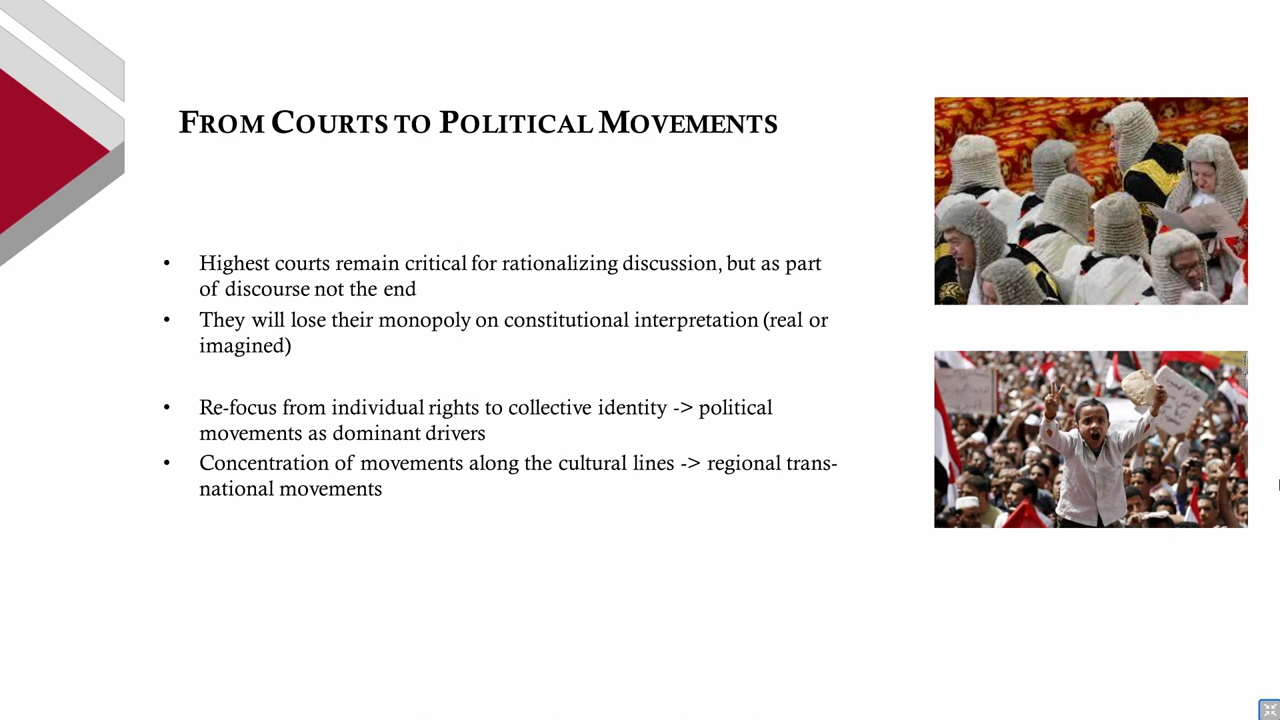 FROM COURTS TO POLITICAL MOVEMENTS
• Highest courts remain critical for rationalizing discussion, but as part
of discourse not the end
• They will lose their monopoly on constitutional interpretation (real or
imagined)
• Re-focus from individual rights to collective identity -> political
movements as dominant drivers
• Concentration of movements along the cultural lines -> regional trans-
national movements